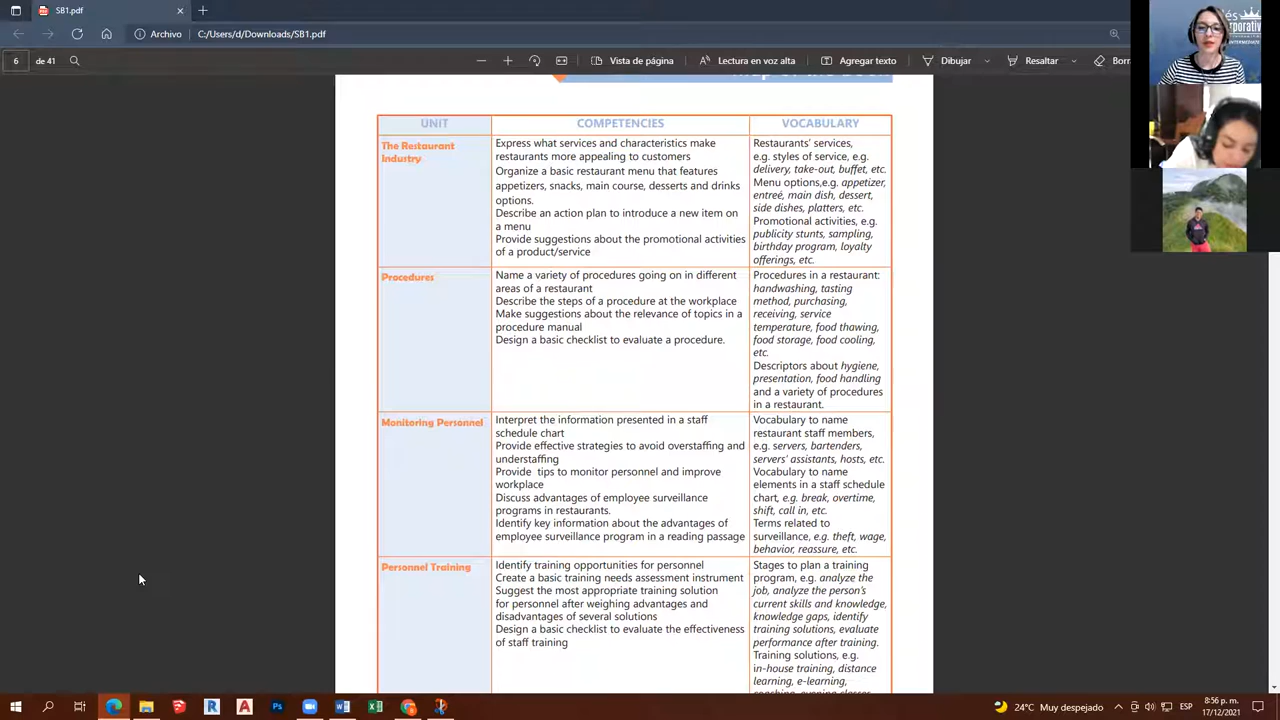 SB1.pdf
Archivo
C:/Users/d/Downloads/SB1.pdf
6
de 41
Vista de página
Lectura en voz alta
Agregar texto
Dibujar
Resaltar
UNIT
COMPETENCIES
VOCABULARY
The Restaurant
Industry
Express what services and characteristics make
restaurants more appealing to customers
Organize a basic restaurant menu that features
appetizers, snacks, main course, desserts and drinks
options.
Describe an action plan to introduce a new item on
a menu
Provide suggestions about the promotional activities
of a product/service
Restaurants' services,
e.g. styles of service, e.g.
delivery, take-out, buffet, etc.
Menu options,e.g. appetizer,
entreé, main dish, dessert,
side dishes, platters, etc.
Promotional activities, e.g.
publicity stunts, sampling,
birthday program, loyalty
offerings, etc.
Procedures
Name a variety of procedures going on in different
areas of a restaurant
Describe the steps of a procedure at the workplace
Make suggestions about the relevance of topics in a
procedure manual
Design a basic checklist to evaluate a procedure.
Procedures in a restaurant:
handwashing, tasting
method, purchasing,
receiving, service
temperature, food thawing,
food storage, food cooling,
etc.
Descriptors about hygiene,
presentation, food handling
and a variety of procedures
in a restaurant.
Monitoring Personnel
Interpret the information presented in a staff
schedule chart
Provide effective strategies to avoid overstaffing and
understaffing
Provide tips to monitor personnel and improve
workplace
Discuss advantages of employee surveillance
programs in restaurants.
Identify key information about the advantages of
employee surveillance program in a reading passage
Vocabulary to name
restaurant staff members,
e.g. servers, bartenders,
servers' assistants, hosts, etc.
Vocabulary to name
elements in a staff schedule
chart, e.g. break, overtime,
shift, call in, etc.
Terms related to
surveillance, e.g. theft, wage,
behavior, reassure, etc.
Personnel Training
Identify training opportunities for personnel
Create a basic training needs assessment instrument
Suggest the most appropriate training solution
for personnel after weighing advantages and
disadvantages of several solutions
Design a basic checklist to evaluate the effectiveness
of staff training
Stages to plan a training
program, e.g. analyze the
job, analyze the person's
current skills and knowledge,
knowledge gaps, identify
training solutions, evaluate
performance after training.
Training solutions, e.g.
in-house training, distance
learning, e-learning,
24°C Muy despejado
ESP
8:56 p. m.
17/12/2021